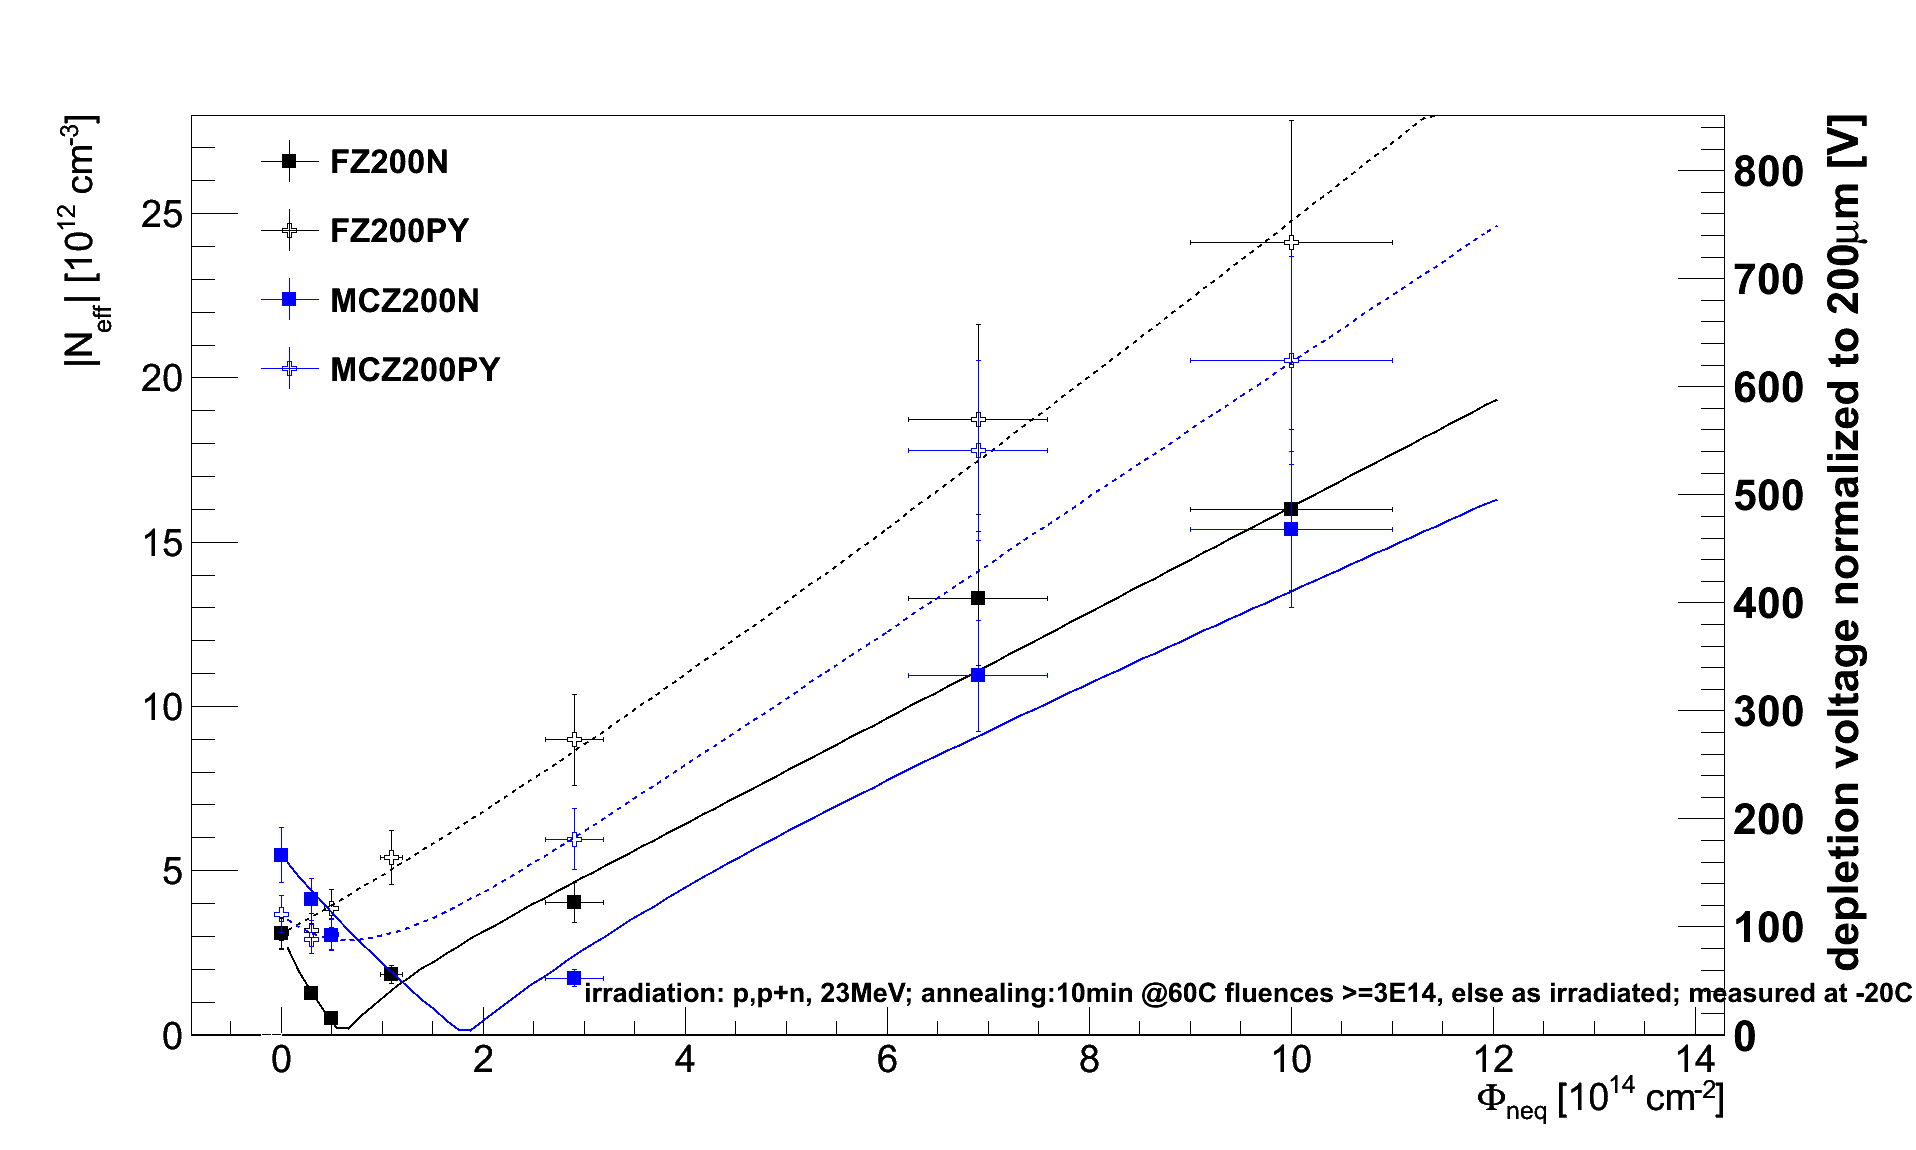 |Neff| [10^12 cm^-3]
FZ200N
FZ200PY
MCZ200N
MCZ200PY
25
20
15
10
5
0
800
700
600
500
400
300
200
100
0
depletion voltage normalized to 200μm [V]
irradiation: p,p+n, 23MeV; annealing:10min @60C fluences >=3E14, else as irradiated; measured at -20C
0 2 4 6 8 10 12 14
Φneq [10^14 cm^-2]